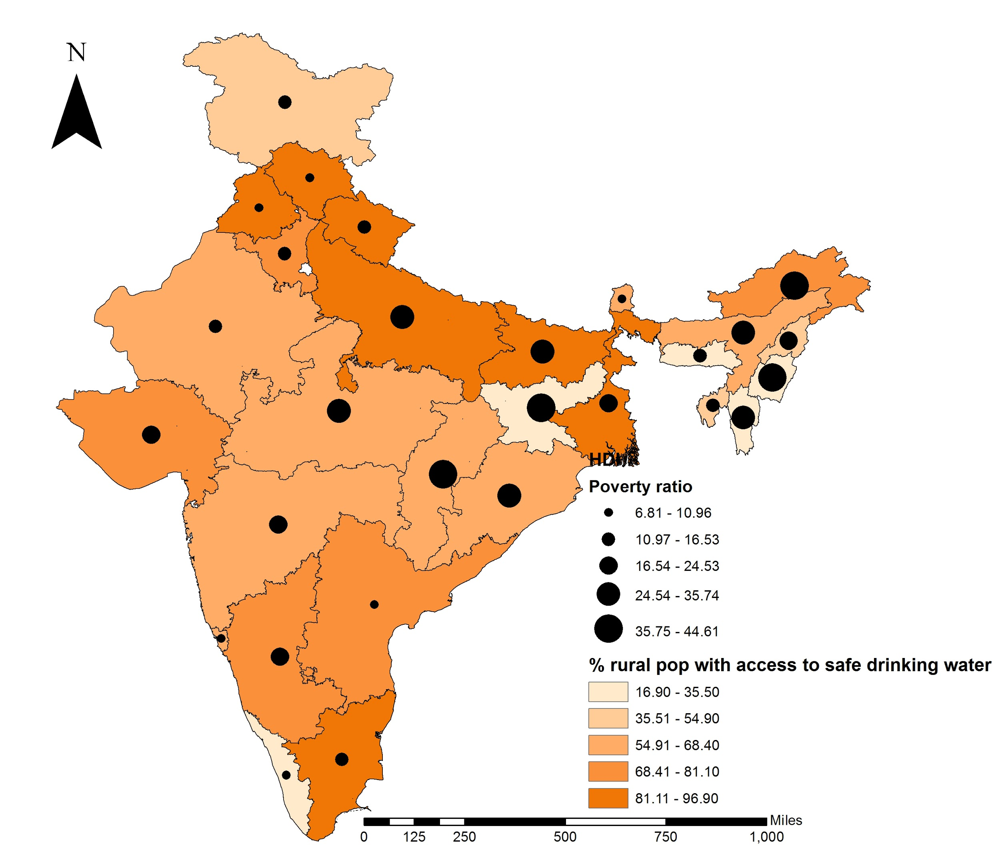 N
HDI
Poverty ratio
6.81 - 10.96
10.97 - 16.53
16.54 - 24.53
24.54 - 35.74
35.75 - 44.61
% rural pop with access to safe drinking water
16.90 - 35.50
35.51 - 54.90
54.91 - 68.40
68.41 - 81.10
81.11 - 96.90
Miles
0 125 250 500 750 1,000